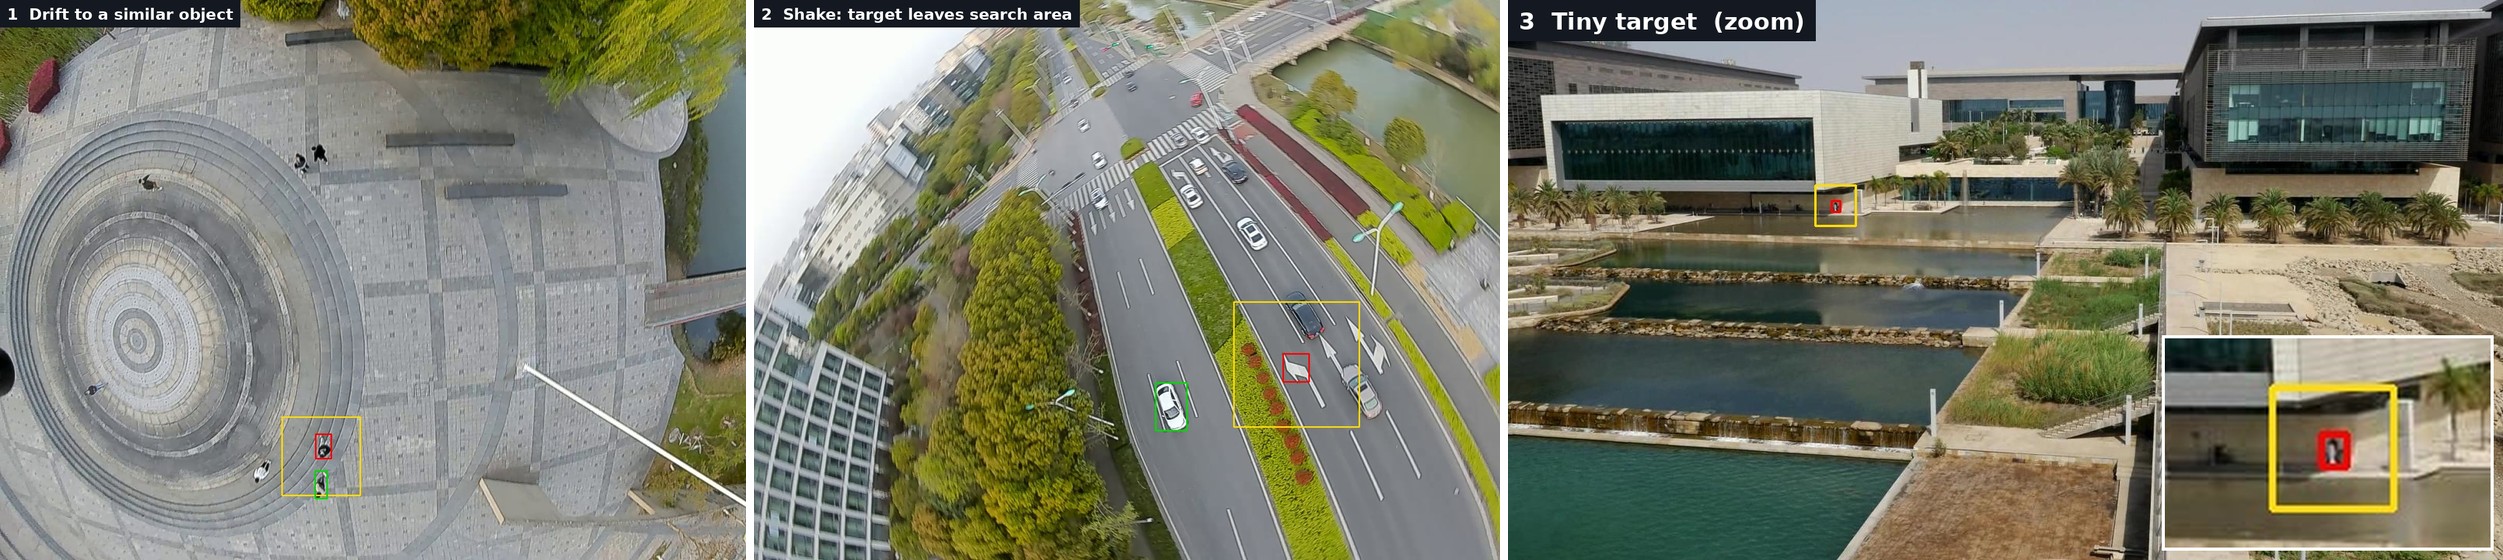 1 Drift to a similar object
2 Shake: target leaves search area
3 Tiny target (zoom)